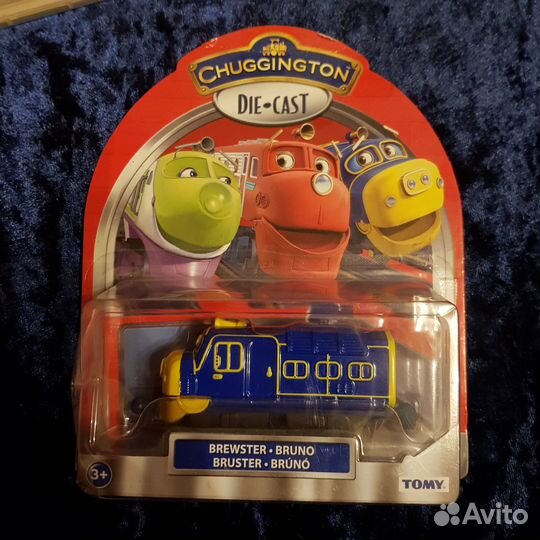 CHUGGINGTON
DIE•CAST
BREWSTER • BRUNO
BRUSTER • BRÚNÓ
3+
TOMY
Avito